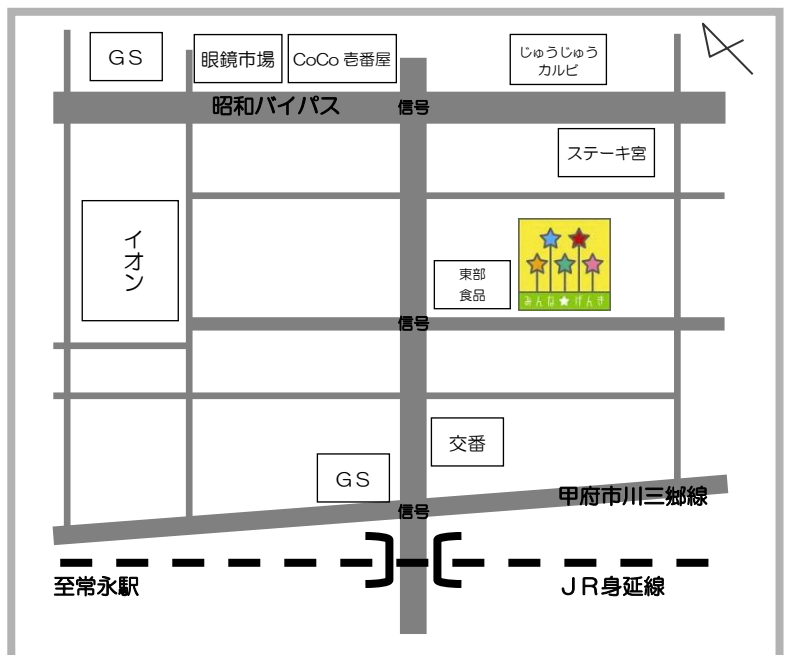 ＧＳ
眼鏡市場
CoCo 壱番屋
じゅうじゅう
カルビ
昭和バイパス
信号
ステーキ宮
イオン
東部
食品
みんな★げんき
信号
交番
ＧＳ
甲府市川三郷線
信号
至常永駅
ＪＲ身延線